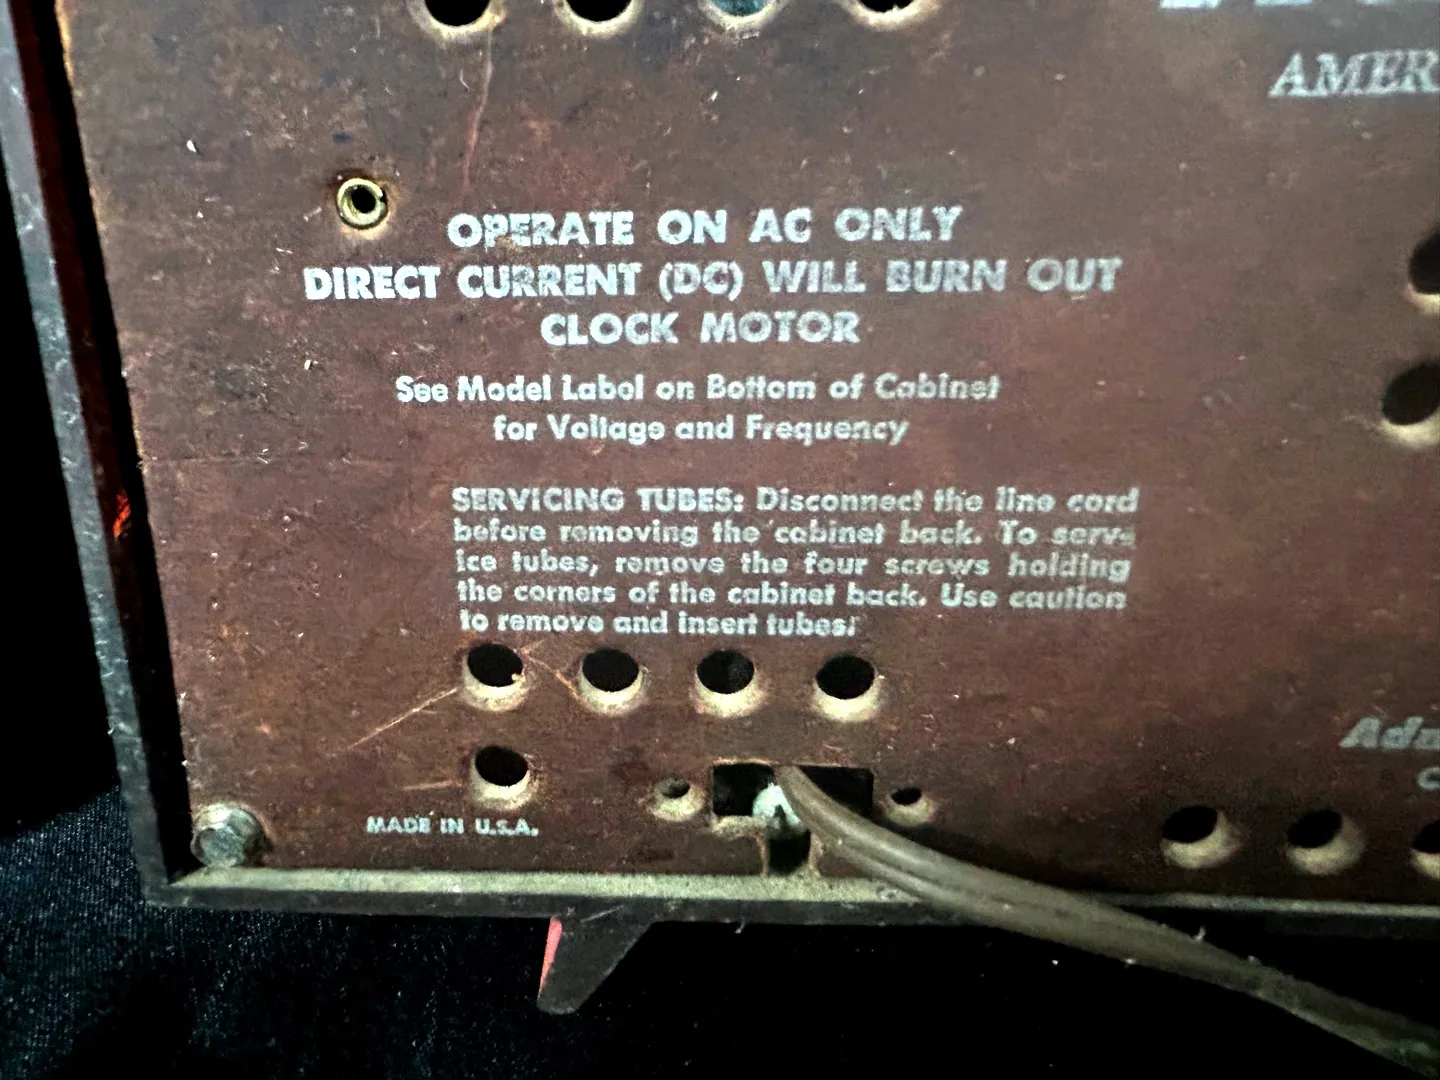 AMER
OPERATE ON AC ONLY
DIRECT CURRENT (DC) WILL BURN OUT
CLOCK MOTOR
See Model Label on Bottom of Cabinet
for Voltage and Frequency
SERVICING TUBES: Disconnect the line cord
before removing the cabinet back. To serv-
ice tubes, remove the four screws holding
the corners of the cabinet back. Use caution
to remove and insert tubes.
Ada
MADE IN U.S.A.